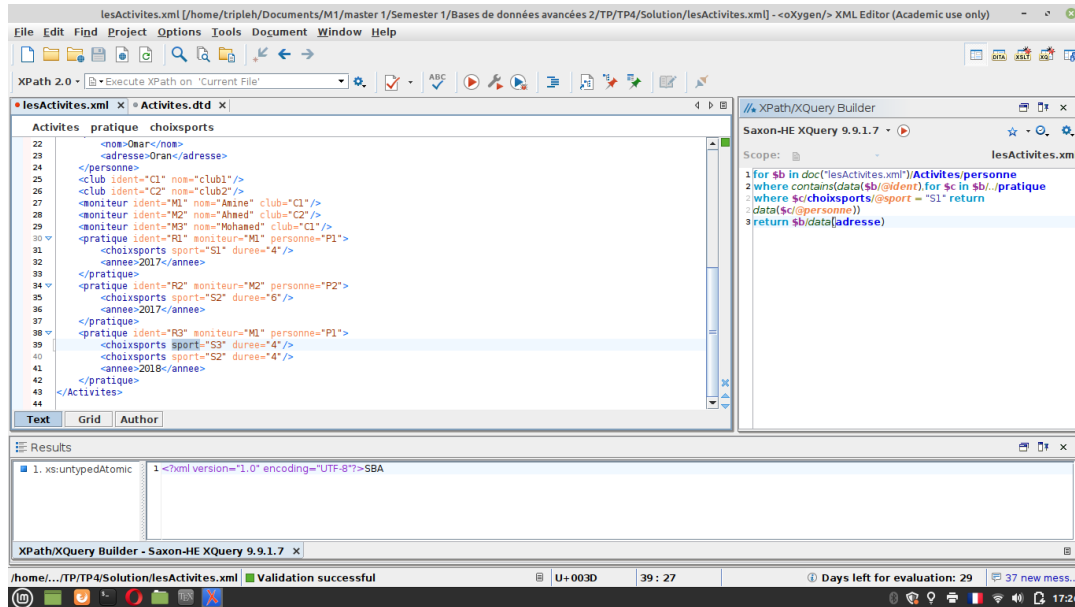 lesActivites.xml [/home/tripleh/Documents/M1/master 1/Semester 1/Bases de données avancées 2/TP/TP4/Solution/lesActivites.xml] - <oXygen/> XML Editor (Academic use only)
File Edit Find Project Options Tools Document Window Help
XPath 2.0 Execute XPath on 'Current File'
lesActivites.xml × Activites.dtd ×
Activites pratique choixsports
22 <nom>Omar</nom>
23 <adresse>Oran</adresse>
24 </personne>
25 <club ident="C1" nom="club1"/>
26 <club ident="C2" nom="club2"/>
27 <moniteur ident="M1" nom="Amine" club="C1"/>
28 <moniteur ident="M2" nom="Ahmed" club="C2"/>
29 <moniteur ident="M3" nom="Mohamed" club="C1"/>
30 <pratique ident="R1" moniteur="M1" personne="P1">
31 <choixsports sport="S1" duree="4"/>
32 <annee>2017</annee>
33 </pratique>
34 <pratique ident="R2" moniteur="M2" personne="P2">
35 <choixsports sport="S2" duree="6"/>
36 <annee>2017</annee>
37 </pratique>
38 <pratique ident="R3" moniteur="M1" personne="P1">
39 <choixsports sport="S3" duree="4"/>
40 <choixsports sport="S2" duree="4"/>
41 <annee>2018</annee>
42 </pratique>
43 </Activites>
44
Text Grid Author
XPath/XQuery Builder
Saxon-HE XQuery 9.9.1.7
Scope: lesActivites.xm
1 for $b in doc("lesActivites.xml")/Activites/personne
2 where contains(data($b/@ident),for $c in $b/../pratique
2 where $c/choixsports/@sport = "S1" return
2 data($c/@personne))
3 return $b/data(adresse)
Results
1. xs:untypedAtomic
1 <?xml version="1.0" encoding="UTF-8"?>SBA
XPath/XQuery Builder - Saxon-HE XQuery 9.9.1.7 ×
/home/.../TP/TP4/Solution/lesActivites.xml Validation successful U+003D 39 : 27 Days left for evaluation: 29 37 new mess..
17:20